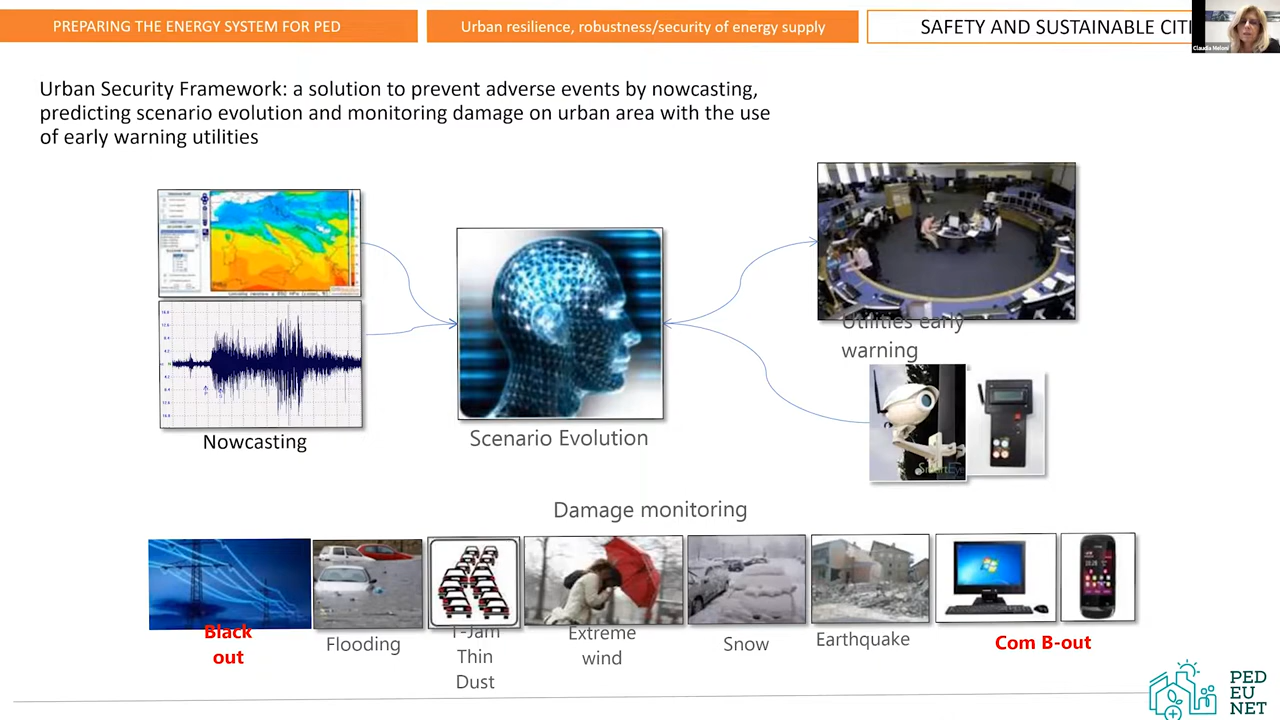 PREPARING THE ENERGY SYSTEM FOR PED
Urban resilience, robustness/security of energy supply
SAFETY AND SUSTAINABLE CITI
Claudia Meloni
Urban Security Framework: a solution to prevent adverse events by nowcasting,
predicting scenario evolution and monitoring damage on urban area with the use
of early warning utilities
Utilities early
warning
Nowcasting
Scenario Evolution
SmartEye
Damage monitoring
Black
out
Flooding
T-Jam
Thin
Dust
Extreme
wind
Snow
Earthquake
Com B-out
PED
EU
NET